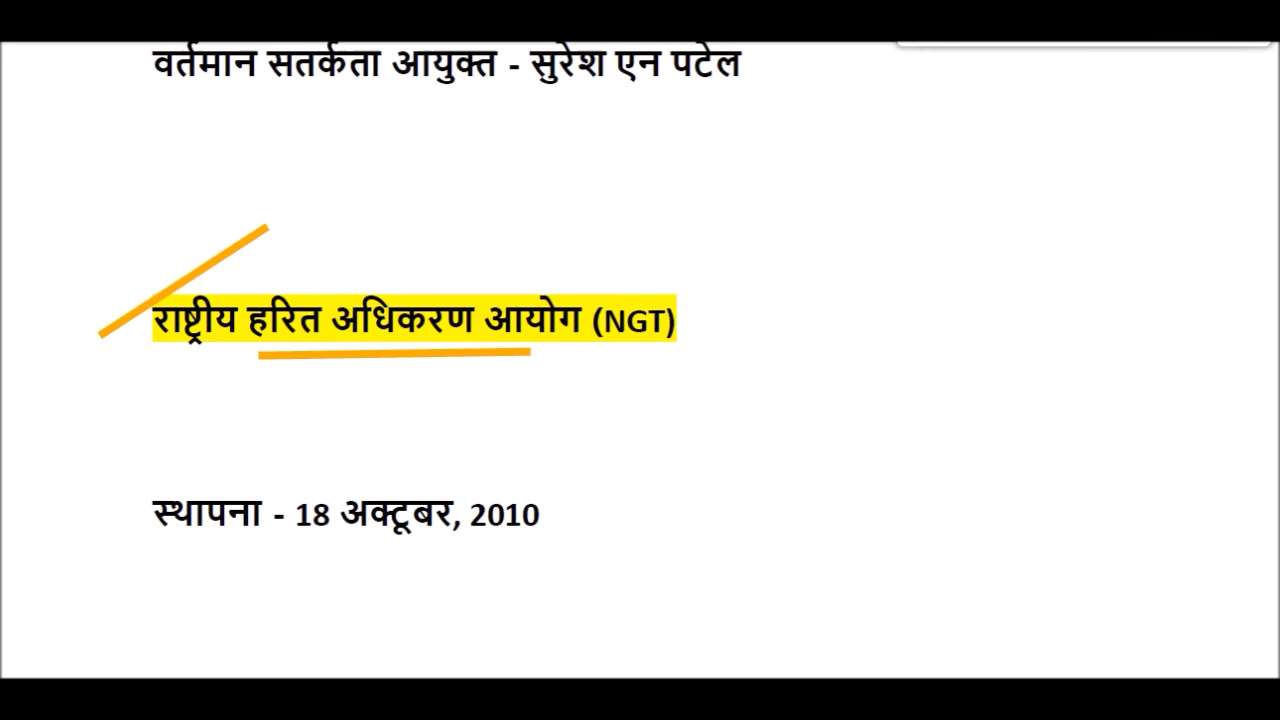 वर्तमान सतर्कता आयुक्त - सुरेश एन पटेल
राष्ट्रीय हरित अधिकरण आयोग (NGT)
स्थापना - 18 अक्टूबर, 2010